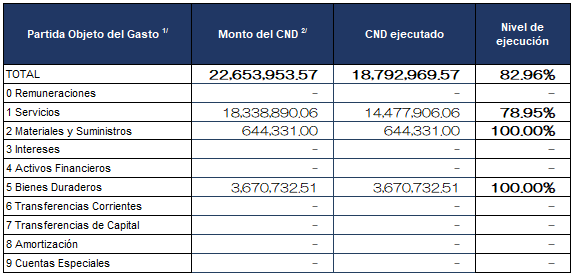 Partida Objeto del Gasto 1/ Monto del CND 2/ CND ejecutado Nivel de ejecución
TOTAL 22,653,953.57 18,792,969.57 82.96%
0 Remuneraciones – – –
1 Servicios 18,338,890.06 14,477,906.06 78.95%
2 Materiales y Suministros 644,331.00 644,331.00 100.00%
3 Intereses – – –
4 Activos Financieros – – –
5 Bienes Duraderos 3,670,732.51 3,670,732.51 100.00%
6 Transferencias Corrientes – – –
7 Transferencias de Capital – – –
8 Amortización – – –
9 Cuentas Especiales – – –